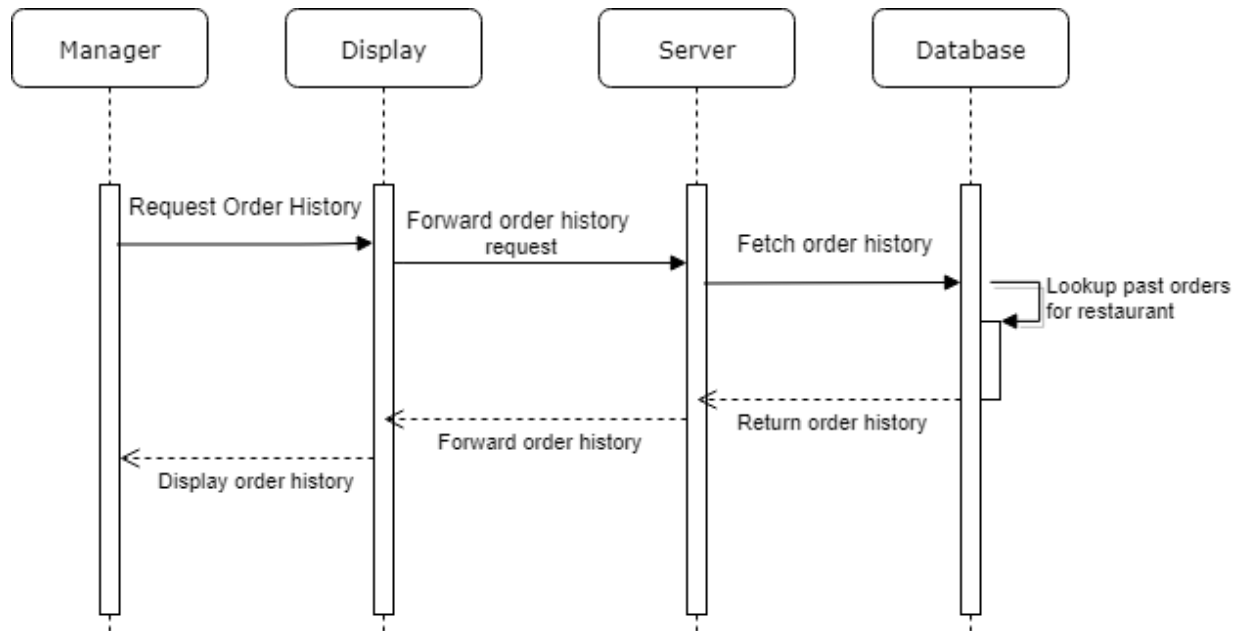 Manager
Display
Server
Database
Request Order History
Forward order history
request
Fetch order history
Lookup past orders
for restaurant
Return order history
Forward order history
Display order history